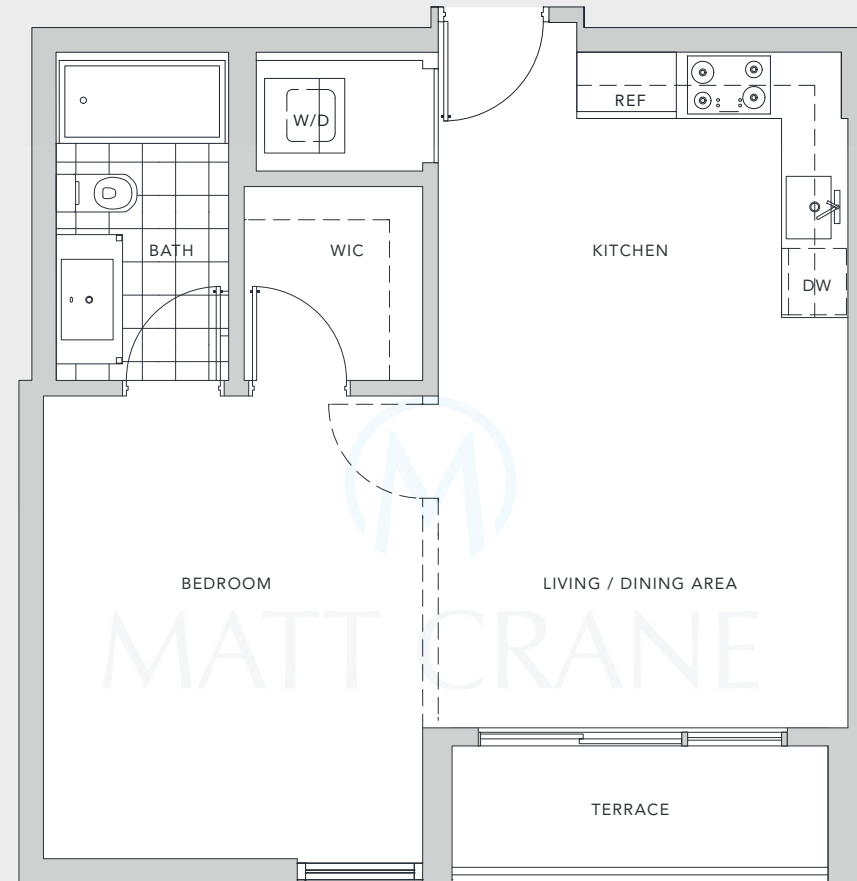 REF
W/D
BATH
WIC
KITCHEN
DW
BEDROOM
LIVING / DINING AREA
M
MATT CRANE
TERRACE